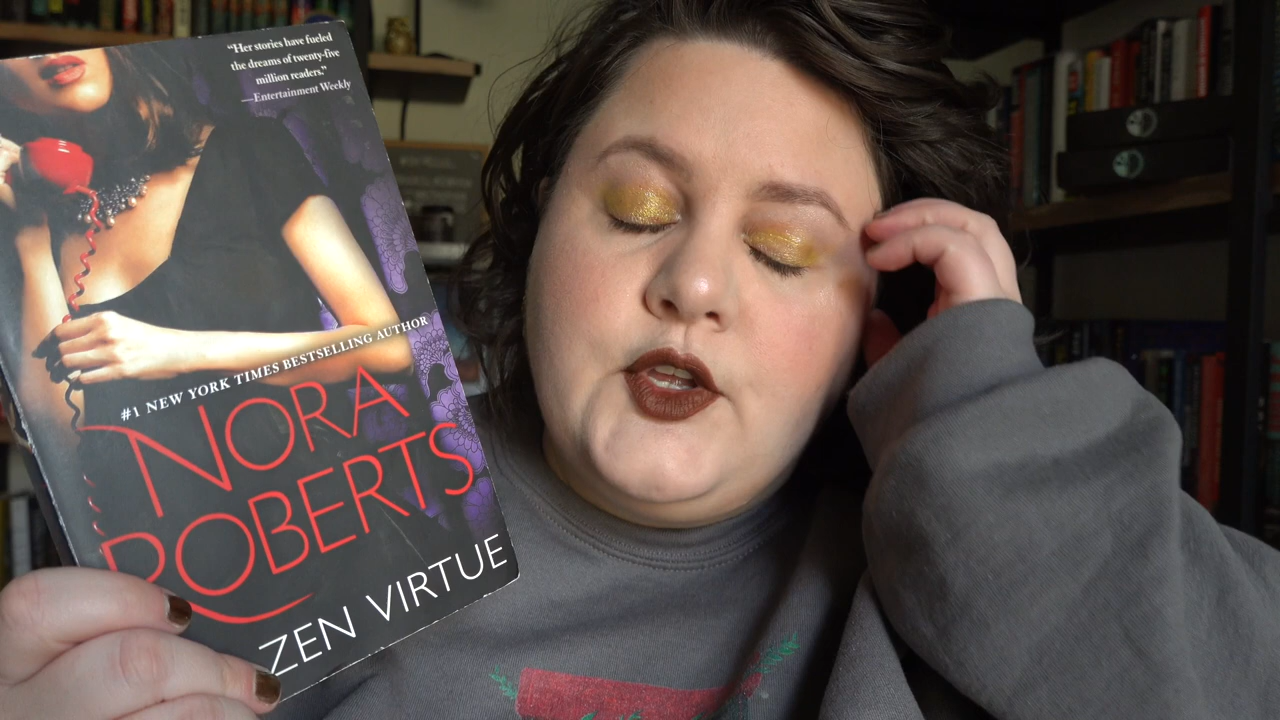 “Her stories have fueled
the dreams of twenty-five
million readers.”
—Entertainment Weekly
#1 NEW YORK TIMES BESTSELLING AUTHOR
NORA
ROBERTS
ZEN VIRTUE